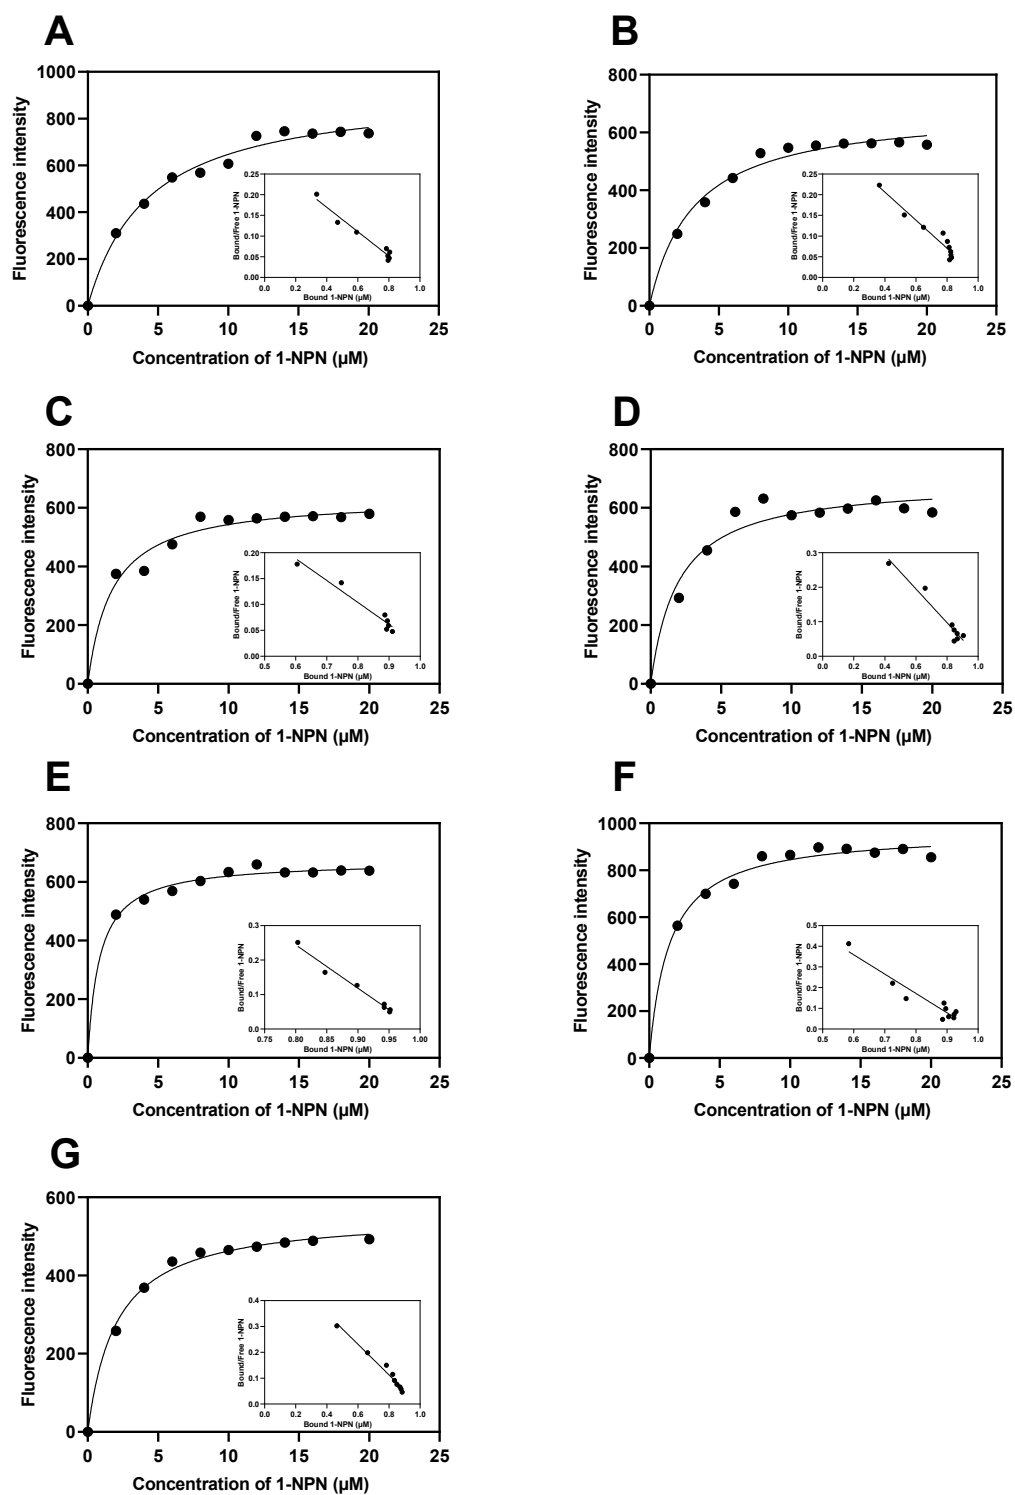 A
1000
800
600
400
200
0
Fluorescence intensity
0 5 10 15 20 25
Concentration of 1-NPN (µM)
0.25
0.20
0.15
0.10
0.05
0.00
Bound/Free 1-NPN
0.0 0.2 0.4 0.6 0.8 1.0
Bound 1-NPN (µM)
B
800
600
400
200
0
Fluorescence intensity
0 5 10 15 20 25
Concentration of 1-NPN (µM)
0.25
0.20
0.15
0.10
0.05
0.00
Bound/Free 1-NPN
0.0 0.2 0.4 0.6 0.8 1.0
Bound 1-NPN (µM)
C
800
600
400
200
0
Fluorescence intensity
0 5 10 15 20 25
Concentration of 1-NPN (µM)
0.20
0.15
0.10
0.05
0.00
Bound/Free 1-NPN
0.5 0.6 0.7 0.8 0.9 1.0
Bound 1-NPN (µM)
D
800
600
400
200
0
Fluorescence intensity
0 5 10 15 20 25
Concentration of 1-NPN (µM)
0.3
0.2
0.1
0.0
Bound/Free 1-NPN
0.0 0.2 0.4 0.6 0.8 1.0
Bound 1-NPN (µM)
E
800
600
400
200
0
Fluorescence intensity
0 5 10 15 20 25
Concentration of 1-NPN (µM)
0.3
0.2
0.1
0.0
Bound/Free 1-NPN
0.75 0.80 0.85 0.90 0.95 1.00
Bound 1-NPN (µM)
F
1000
800
600
400
200
0
Fluorescence intensity
0 5 10 15 20 25
Concentration of 1-NPN (µM)
0.5
0.4
0.3
0.2
0.1
0.0
Bound/Free 1-NPN
0.5 0.6 0.7 0.8 0.9 1.0
Bound 1-NPN (µM)
G
600
400
200
0
Fluorescence intensity
0 5 10 15 20 25
Concentration of 1-NPN (µM)
0.4
0.3
0.2
0.1
0.0
Bound/Free 1-NPN
0.0 0.2 0.4 0.6 0.8 1.0
Bound 1-NPN (µM)